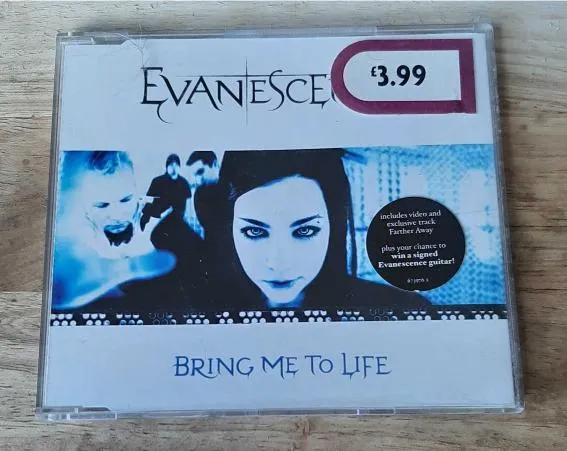 EVANESCE
£3.99
includes video and
exclusive track
Farther Away
plus your chance to
win a signed
Evanescence guitar!
BRING ME TO LIFE